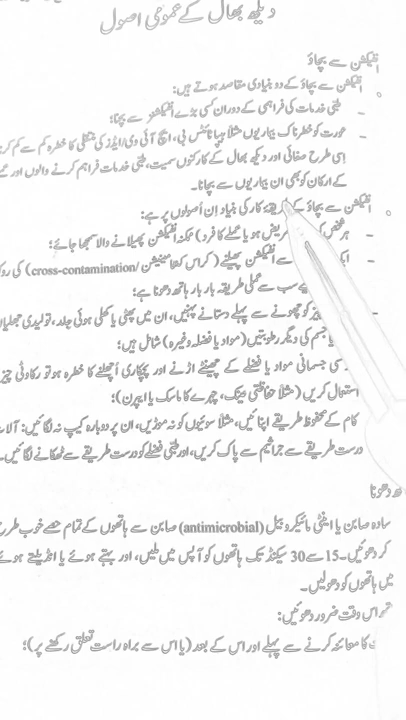 دیکھ بھال کے عمومی اصول
انفیکشن سے بچاؤ
انفیکشن سے بچاؤ کے دو بنیادی مقاصد ہوتے ہیں:
– طبی خدمات کی فراہمی کے دوران کسی بڑے انفیکشنز سے بچنا؛
– عورت کو خطرناک بیماریوں مثلاً ہیپاٹائٹس بی، ایچ آئی وی/ایڈز کی منتقلی کا خطرہ کم سے کم
اسی طرح صفائی اور دیکھ بھال کے کارکنوں سمیت، طبی خدمات فراہم کرنے والوں اور
کے ارکان کو بھی ان بیماریوں سے بچانا۔
انفیکشن سے بچاؤ کے طریقۂ کار کی بنیاد ان اُصولوں پر ہے:
– ہر شخص مریض ہو یا عملے کا فرد) ممکنہ انفیکشن پھیلانے والا سمجھا جائے؛
– سے انفیکشن پھیلنے (کراس کنٹامینیشن/cross-contamination) کی
سب سے عملی طریقہ بار بار ہاتھ دھونا ہے؛
– چیز کو چھونے سے پہلے دستانے پہنیں، ان میں پھٹی یا کھلی ہوئی جلد، تولیدی
یا جسم کی دیگر رطوبتیں (مواد یا فضلہ وغیرہ) شامل ہیں؛
جسمانی مواد یا فضلے کے چھینٹے اڑنے اور پچکاری اُچھلنے کا خطرہ ہو تو رکاوٹی
استعمال کریں (مثلاً حفاظتی عینک، چہرے کا ماسک یا ایپرن)؛
کام کے محفوظ طریقے اپنائیں، مثلاً سوئیوں کو نہ موڑیں، ان پر دوبارہ کیپ نہ لگائیں؛ آلات
درست طریقے سے جراثیم سے پاک کریں، اور طبی فضلے کو درست طریقے سے ٹھکانے لگائیں۔
دھونا
سادہ صابن یا اینٹی مائیکروبیل (antimicrobial) صابن سے ہاتھوں کے تمام حصے خوب
کر دھوئیں۔ 15 سے 30 سیکنڈ تک ہاتھوں کو آپس میں ملیں، اور بہتے ہوئے یا انڈیلتے
میں ہاتھوں کو دھولیں۔
اس وقت ضرور دھوئیں:
کا معائنہ کرنے سے پہلے اور اس کے بعد (یا اس سے براہ راست تعلق رکھنے پر)؛